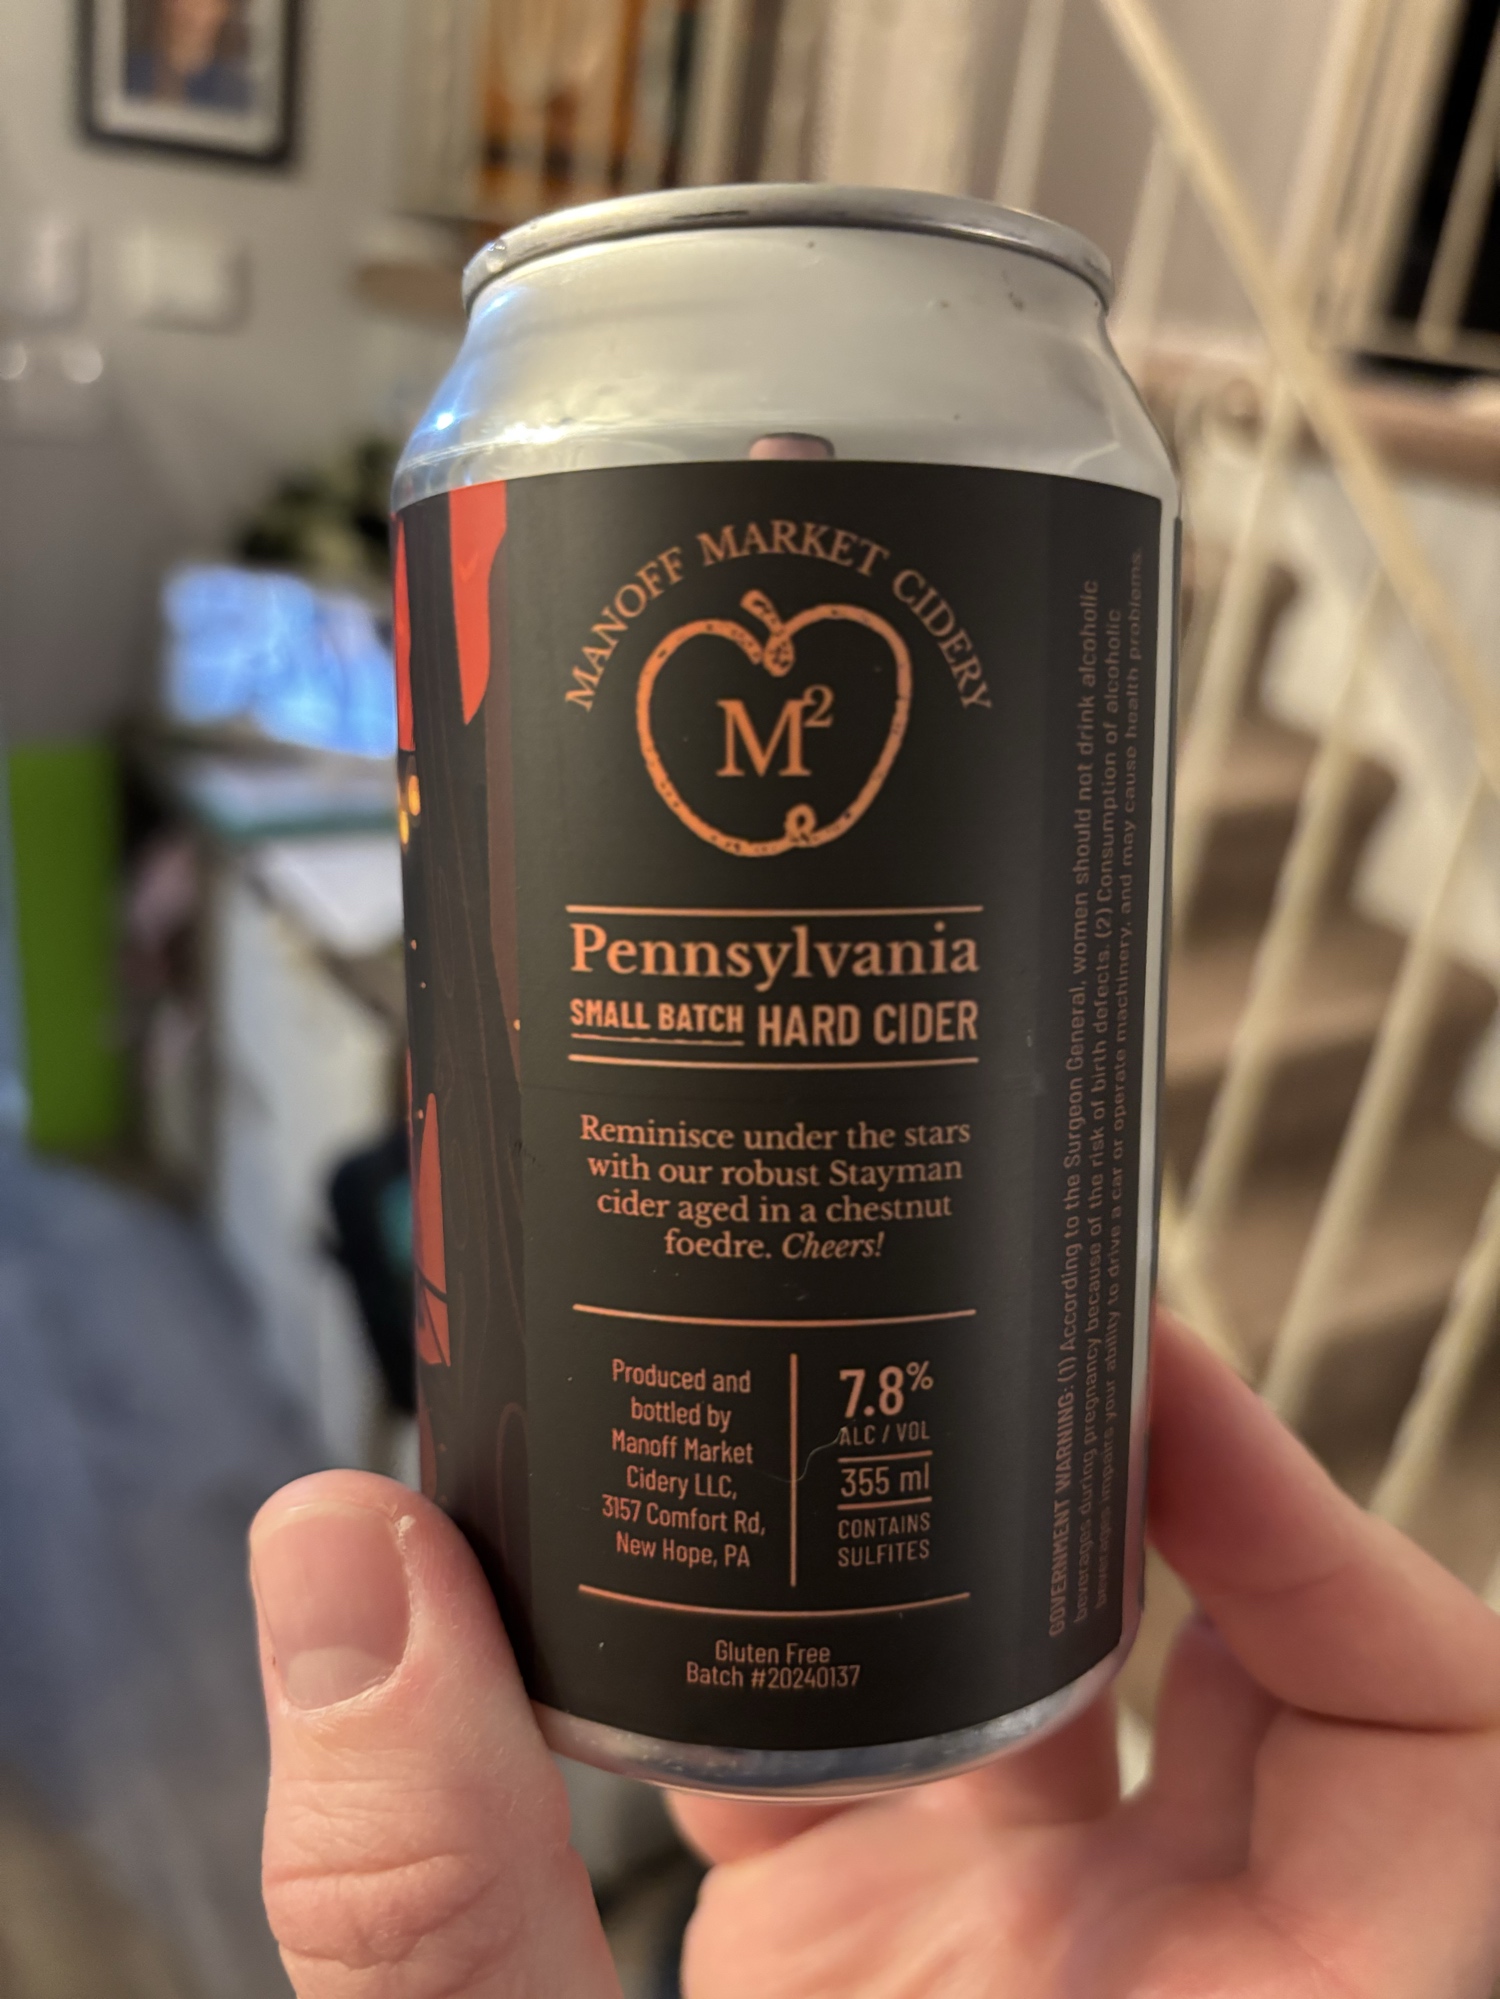 MANOFF MARKET CIDERY
M²
Pennsylvania
SMALL BATCH HARD CIDER
Reminisce under the stars
with our robust Stayman
cider aged in a chestnut
foedre. Cheers!
Produced and
bottled by
Manoff Market
Cidery LLC,
3157 Comfort Rd,
New Hope, PA
7.8%
ALC / VOL
355 ml
CONTAINS
SULFITES
Gluten Free
Batch #20240137
GOVERNMENT WARNING: (1) According to the Surgeon General, women should not drink alcoholic
beverages during pregnancy because of the risk of birth defects. (2) Consumption of alcoholic
beverages impairs your ability to drive a car or operate machinery, and may cause health problems.